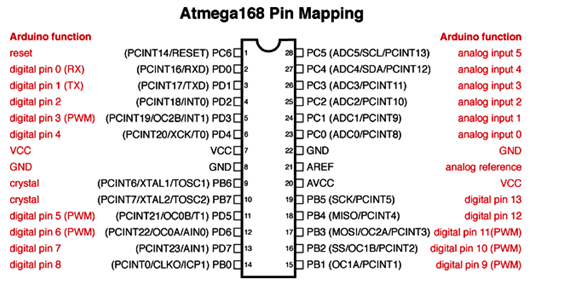 Atmega168 Pin Mapping
Arduino function Arduino function
reset (PCINT14/RESET) PC6 1 28 PC5 (ADC5/SCL/PCINT13) analog input 5
digital pin 0 (RX) (PCINT16/RXD) PD0 2 27 PC4 (ADC4/SDA/PCINT12) analog input 4
digital pin 1 (TX) (PCINT17/TXD) PD1 3 26 PC3 (ADC3/PCINT11) analog input 3
digital pin 2 (PCINT18/INT0) PD2 4 25 PC2 (ADC2/PCINT10) analog input 2
digital pin 3 (PWM) (PCINT19/OC2B/INT1) PD3 5 24 PC1 (ADC1/PCINT9) analog input 1
digital pin 4 (PCINT20/XCK/T0) PD4 6 23 PC0 (ADC0/PCINT8) analog input 0
VCC VCC 7 22 GND GND
GND GND 8 21 AREF analog reference
crystal (PCINT6/XTAL1/TOSC1) PB6 9 20 AVCC VCC
crystal (PCINT7/XTAL2/TOSC2) PB7 10 19 PB5 (SCK/PCINT5) digital pin 13
digital pin 5 (PWM) (PCINT21/OC0B/T1) PD5 11 18 PB4 (MISO/PCINT4) digital pin 12
digital pin 6 (PWM) (PCINT22/OC0A/AIN0) PD6 12 17 PB3 (MOSI/OC2A/PCINT3) digital pin 11(PWM)
digital pin 7 (PCINT23/AIN1) PD7 13 16 PB2 (SS/OC1B/PCINT2) digital pin 10 (PWM)
digital pin 8 (PCINT0/CLKO/ICP1) PB0 14 15 PB1 (OC1A/PCINT1) digital pin 9 (PWM)